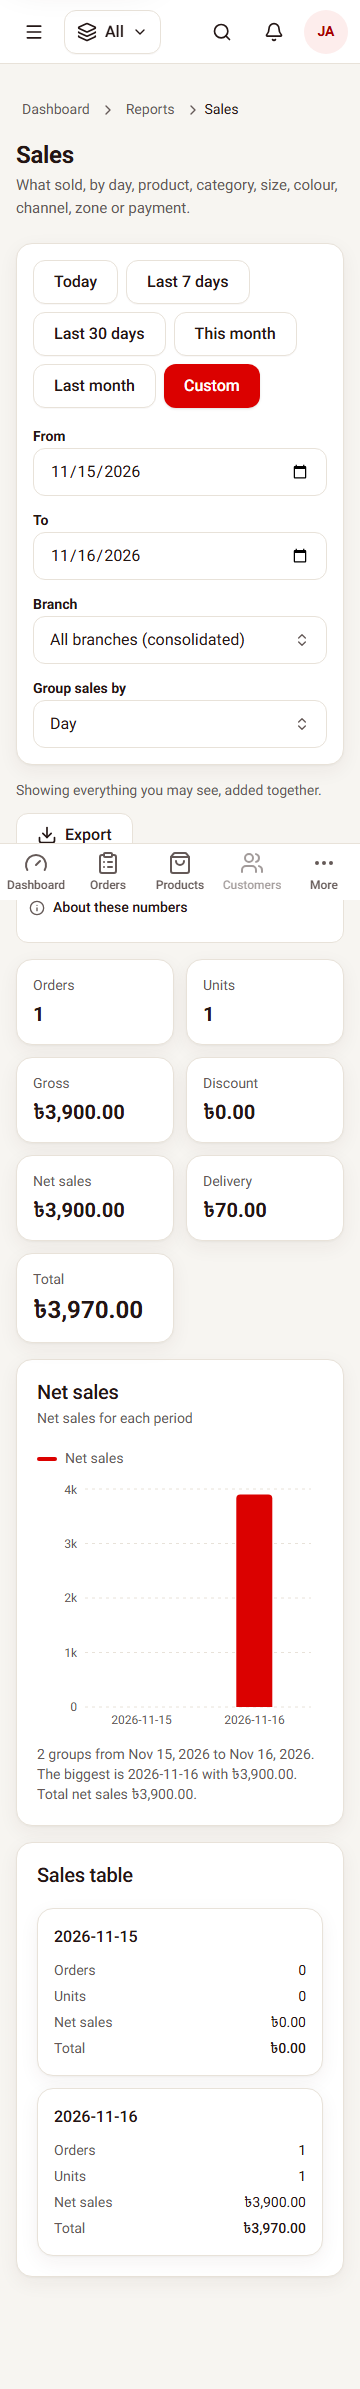 All
JA
Dashboard > Reports > Sales
Sales
What sold, by day, product, category, size, colour,
channel, zone or payment.
Today Last 7 days
Last 30 days This month
Last month Custom
From
11/15/2026
To
11/16/2026
Branch
All branches (consolidated)
Group sales by
Day
Showing everything you may see, added together.
Export
Dashboard Orders Products Customers More
About these numbers
Orders Units
1 1
Gross Discount
৳3,900.00 ৳0.00
Net sales Delivery
৳3,900.00 ৳70.00
Total
৳3,970.00
Net sales
Net sales for each period
Net sales
4k
3k
2k
1k
0
2026-11-15 2026-11-16
2 groups from Nov 15, 2026 to Nov 16, 2026.
The biggest is 2026-11-16 with ৳3,900.00.
Total net sales ৳3,900.00.
Sales table
2026-11-15
Orders 0
Units 0
Net sales ৳0.00
Total ৳0.00
2026-11-16
Orders 1
Units 1
Net sales ৳3,900.00
Total ৳3,970.00